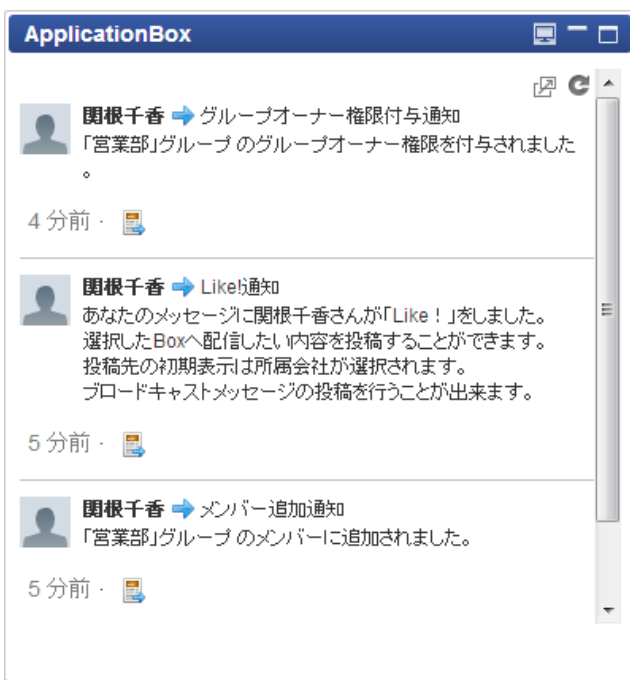 ApplicationBox
関根千香 グループオーナー権限付与通知
「営業部」グループ のグループオーナー権限を付与されました
。
4 分前 ·
関根千香 Like!通知
あなたのメッセージに関根千香さんが「Like！」をしました。
選択したBoxへ配信したい内容を投稿することができます。
投稿先の初期表示は所属会社が選択されます。
ブロードキャストメッセージの投稿を行うことが出来ます。
5 分前 ·
関根千香 メンバー追加通知
「営業部」グループ のメンバーに追加されました。
5 分前 ·